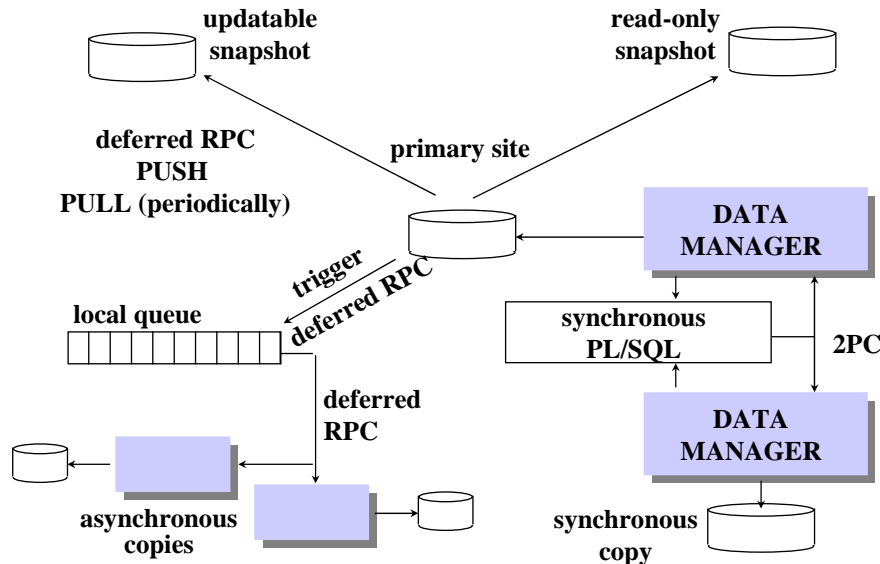 updatable
snapshot
read-only
snapshot
deferred RPC
PUSH
PULL (periodically)
primary site
DATA
MANAGER
trigger
deferred RPC
local queue
synchronous
PL/SQL
2PC
deferred
RPC
DATA
MANAGER
asynchronous
copies
synchronous
copy